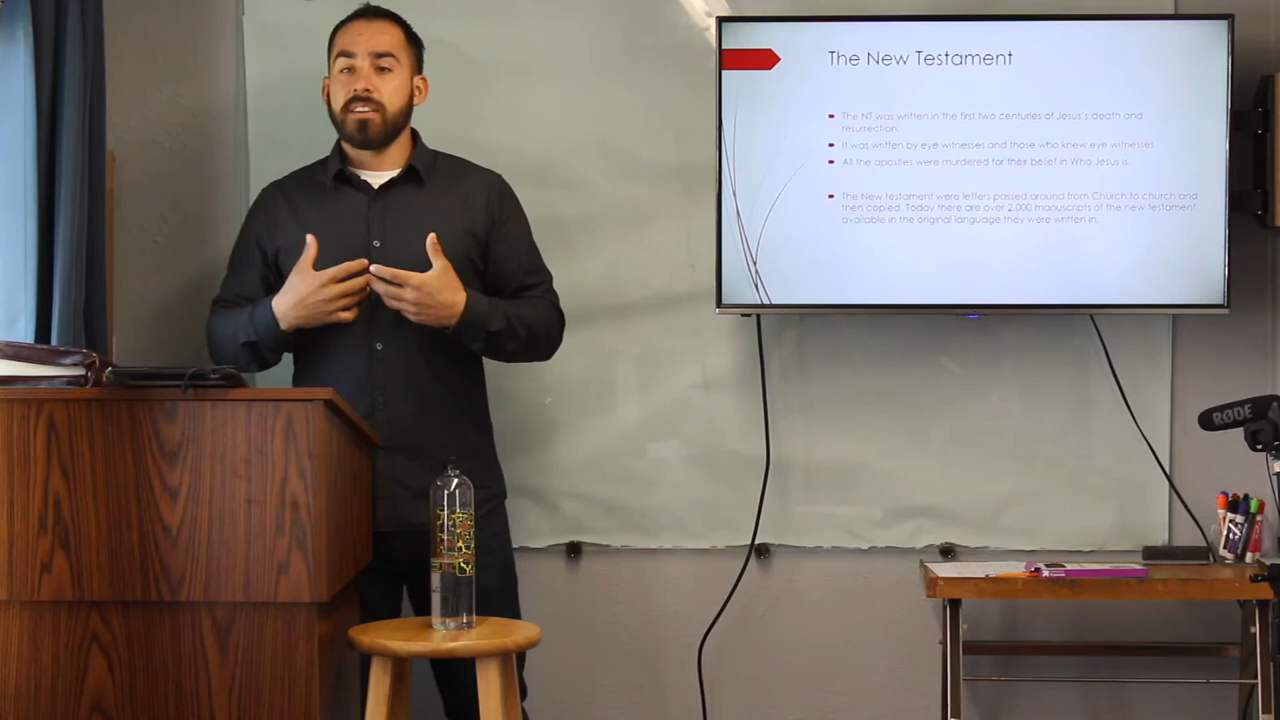 The New Testament
The NT was written in the first two centuries of Jesus's death and
resurrection.
It was written by eye witnesses and those who knew eye witnesses.
All the apostles were murdered for their belief in Who Jesus is.
The New testament were letters passed around from Church to church and
then copied. Today there are over 2,000 manuscripts of the new testament
available in the original language they were written in.
RØDE